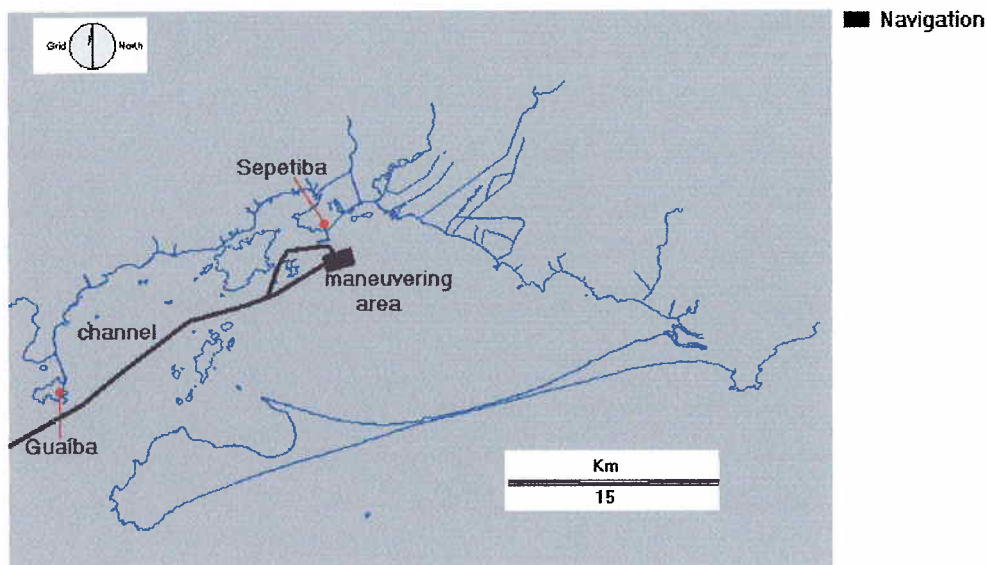 Navigation
Grid North
Sepetiba
maneuvering
area
channel
Guaíba
Km
15